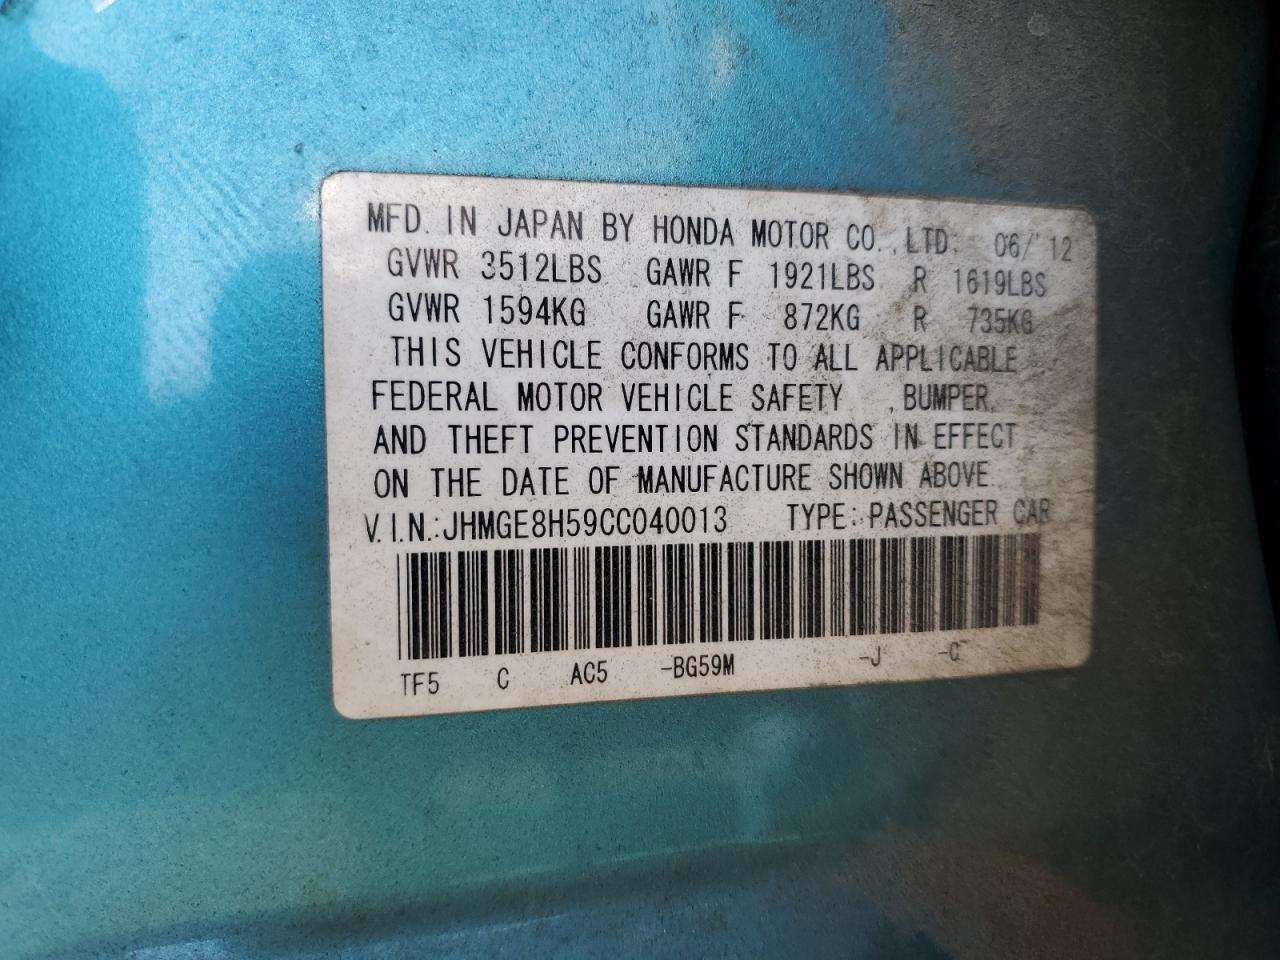 MFD. IN JAPAN BY HONDA MOTOR CO., LTD. 06/'12
GVWR 3512LBS GAWR F 1921LBS R 1619LBS
GVWR 1594KG GAWR F 872KG R 735KG
THIS VEHICLE CONFORMS TO ALL APPLICABLE
FEDERAL MOTOR VEHICLE SAFETY , BUMPER,
AND THEFT PREVENTION STANDARDS IN EFFECT
ON THE DATE OF MANUFACTURE SHOWN ABOVE.
V.I.N.:JHMGE8H59CC040013 TYPE:PASSENGER CAR
TF5 C AC5 -BG59M -J -C